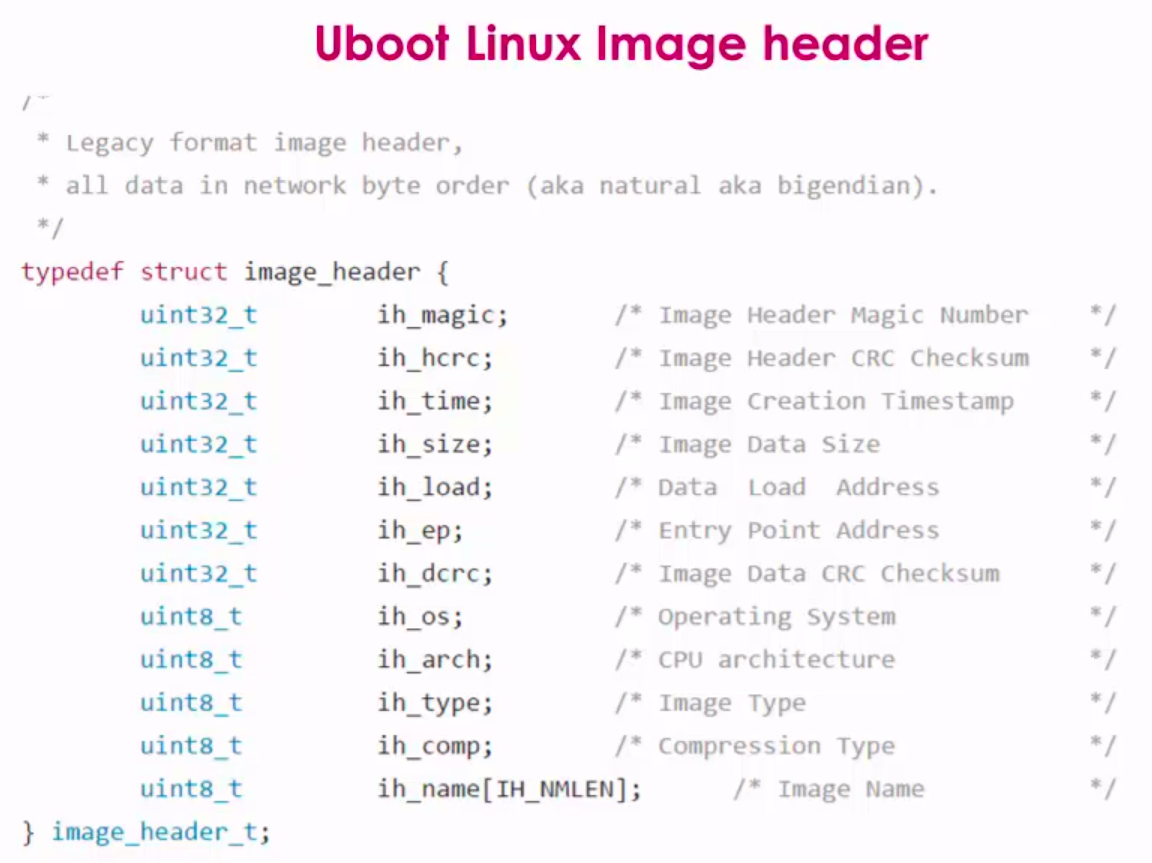 Uboot Linux Image header
/*
* Legacy format image header,
* all data in network byte order (aka natural aka bigendian).
*/
typedef struct image_header {
uint32_t ih_magic; /* Image Header Magic Number */
uint32_t ih_hcrc; /* Image Header CRC Checksum */
uint32_t ih_time; /* Image Creation Timestamp */
uint32_t ih_size; /* Image Data Size */
uint32_t ih_load; /* Data Load Address */
uint32_t ih_ep; /* Entry Point Address */
uint32_t ih_dcrc; /* Image Data CRC Checksum */
uint8_t ih_os; /* Operating System */
uint8_t ih_arch; /* CPU architecture */
uint8_t ih_type; /* Image Type */
uint8_t ih_comp; /* Compression Type */
uint8_t ih_name[IH_NMLEN]; /* Image Name */
} image_header_t;